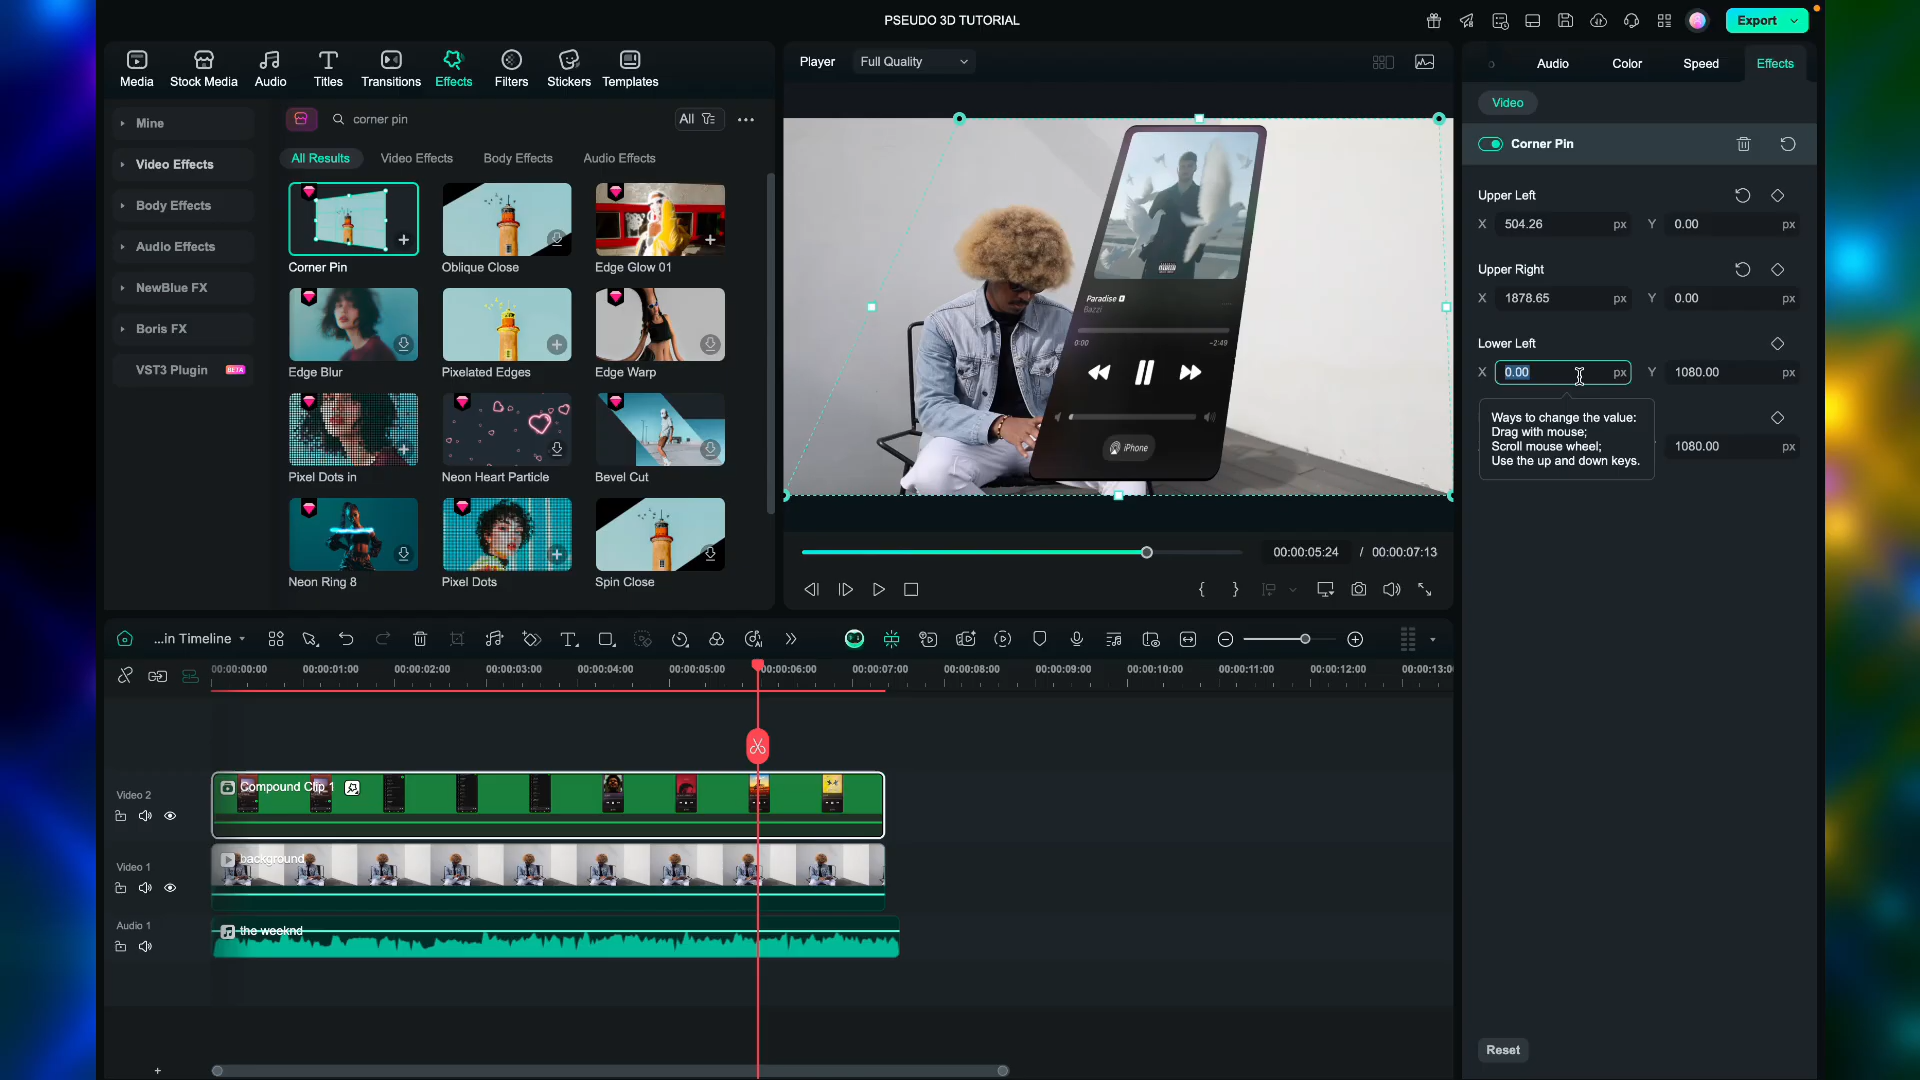 PSEUDO 3D TUTORIAL
Export
Media
Stock Media
Audio
Titles
Transitions
Effects
Filters
Stickers
Templates
Player
Full Quality
Audio
Color
Speed
Effects
Mine
Video Effects
Body Effects
Audio Effects
NewBlue FX
Boris FX
VST3 Plugin
BETA
corner pin
All
All Results
Video Effects
Body Effects
Audio Effects
Corner Pin
Oblique Close
Edge Glow 01
Edge Blur
Pixelated Edges
Edge Warp
Pixel Dots in
Neon Heart Particle
Bevel Cut
Neon Ring 8
Pixel Dots
Spin Close
Paradise
Bazzi
0:00
-2:49
iPhone
00:00:05:24 / 00:00:07:13
Video
Corner Pin
Upper Left
X 504.26 px Y 0.00 px
Upper Right
X 1878.65 px Y 0.00 px
Lower Left
X 0.00 px Y 1080.00 px
Ways to change the value:
Drag with mouse;
Scroll mouse wheel;
Use the up and down keys.
1080.00 px
Reset
...in Timeline
00:00:00:00
00:00:01:00
00:00:02:00
00:00:03:00
00:00:04:00
00:00:05:00
00:00:06:00
00:00:07:00
00:00:08:00
00:00:09:00
00:00:10:00
00:00:11:00
00:00:12:00
00:00:13:0
Video 2
Compound Clip 1
Video 1
background
Audio 1
the weeknd